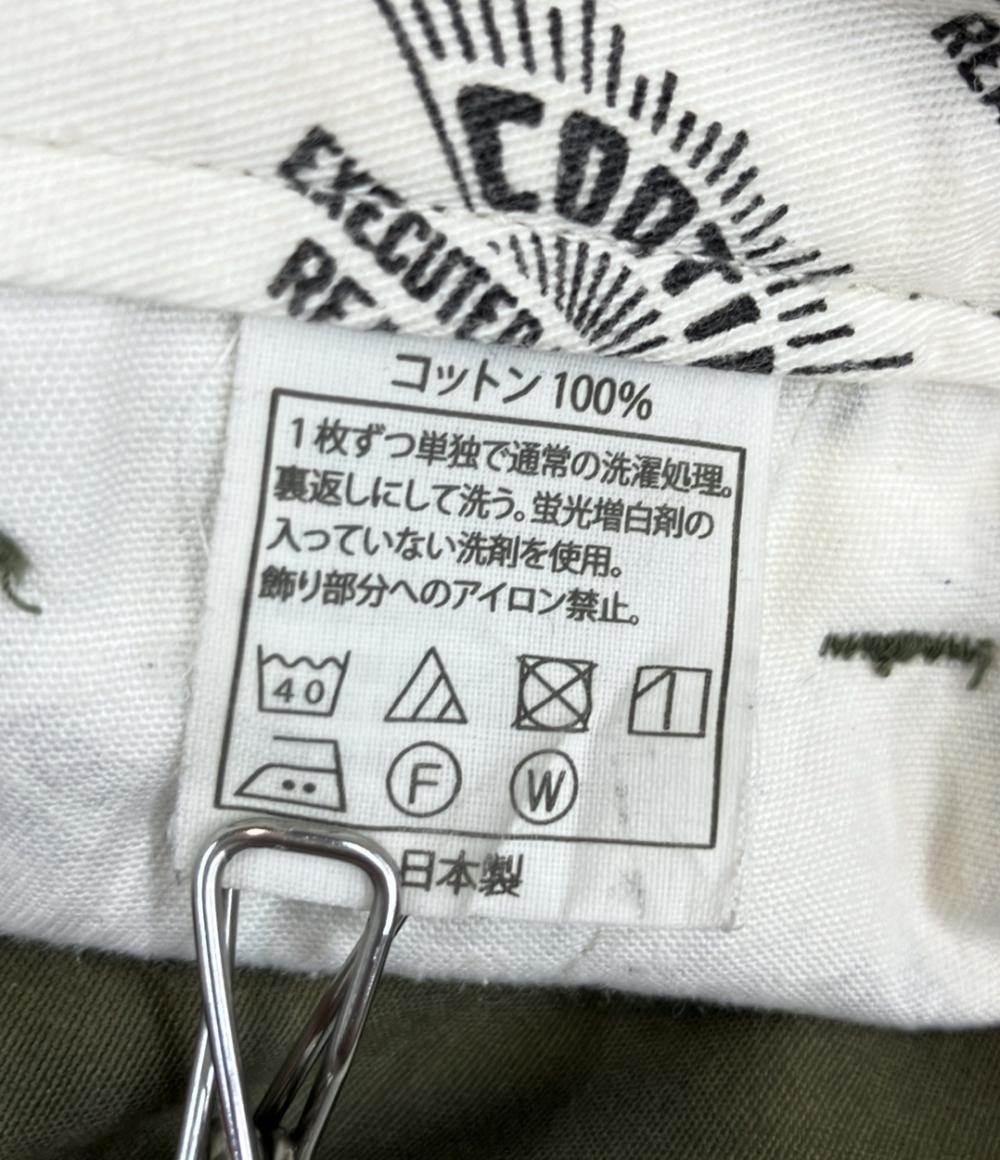 COOTIE
EXECUTED
コットン 100%
1枚ずつ単独で通常の洗濯処理。
裏返しにして洗う。蛍光増白剤の
入っていない洗剤を使用。
飾り部分へのアイロン禁止。
40
F W
日本製